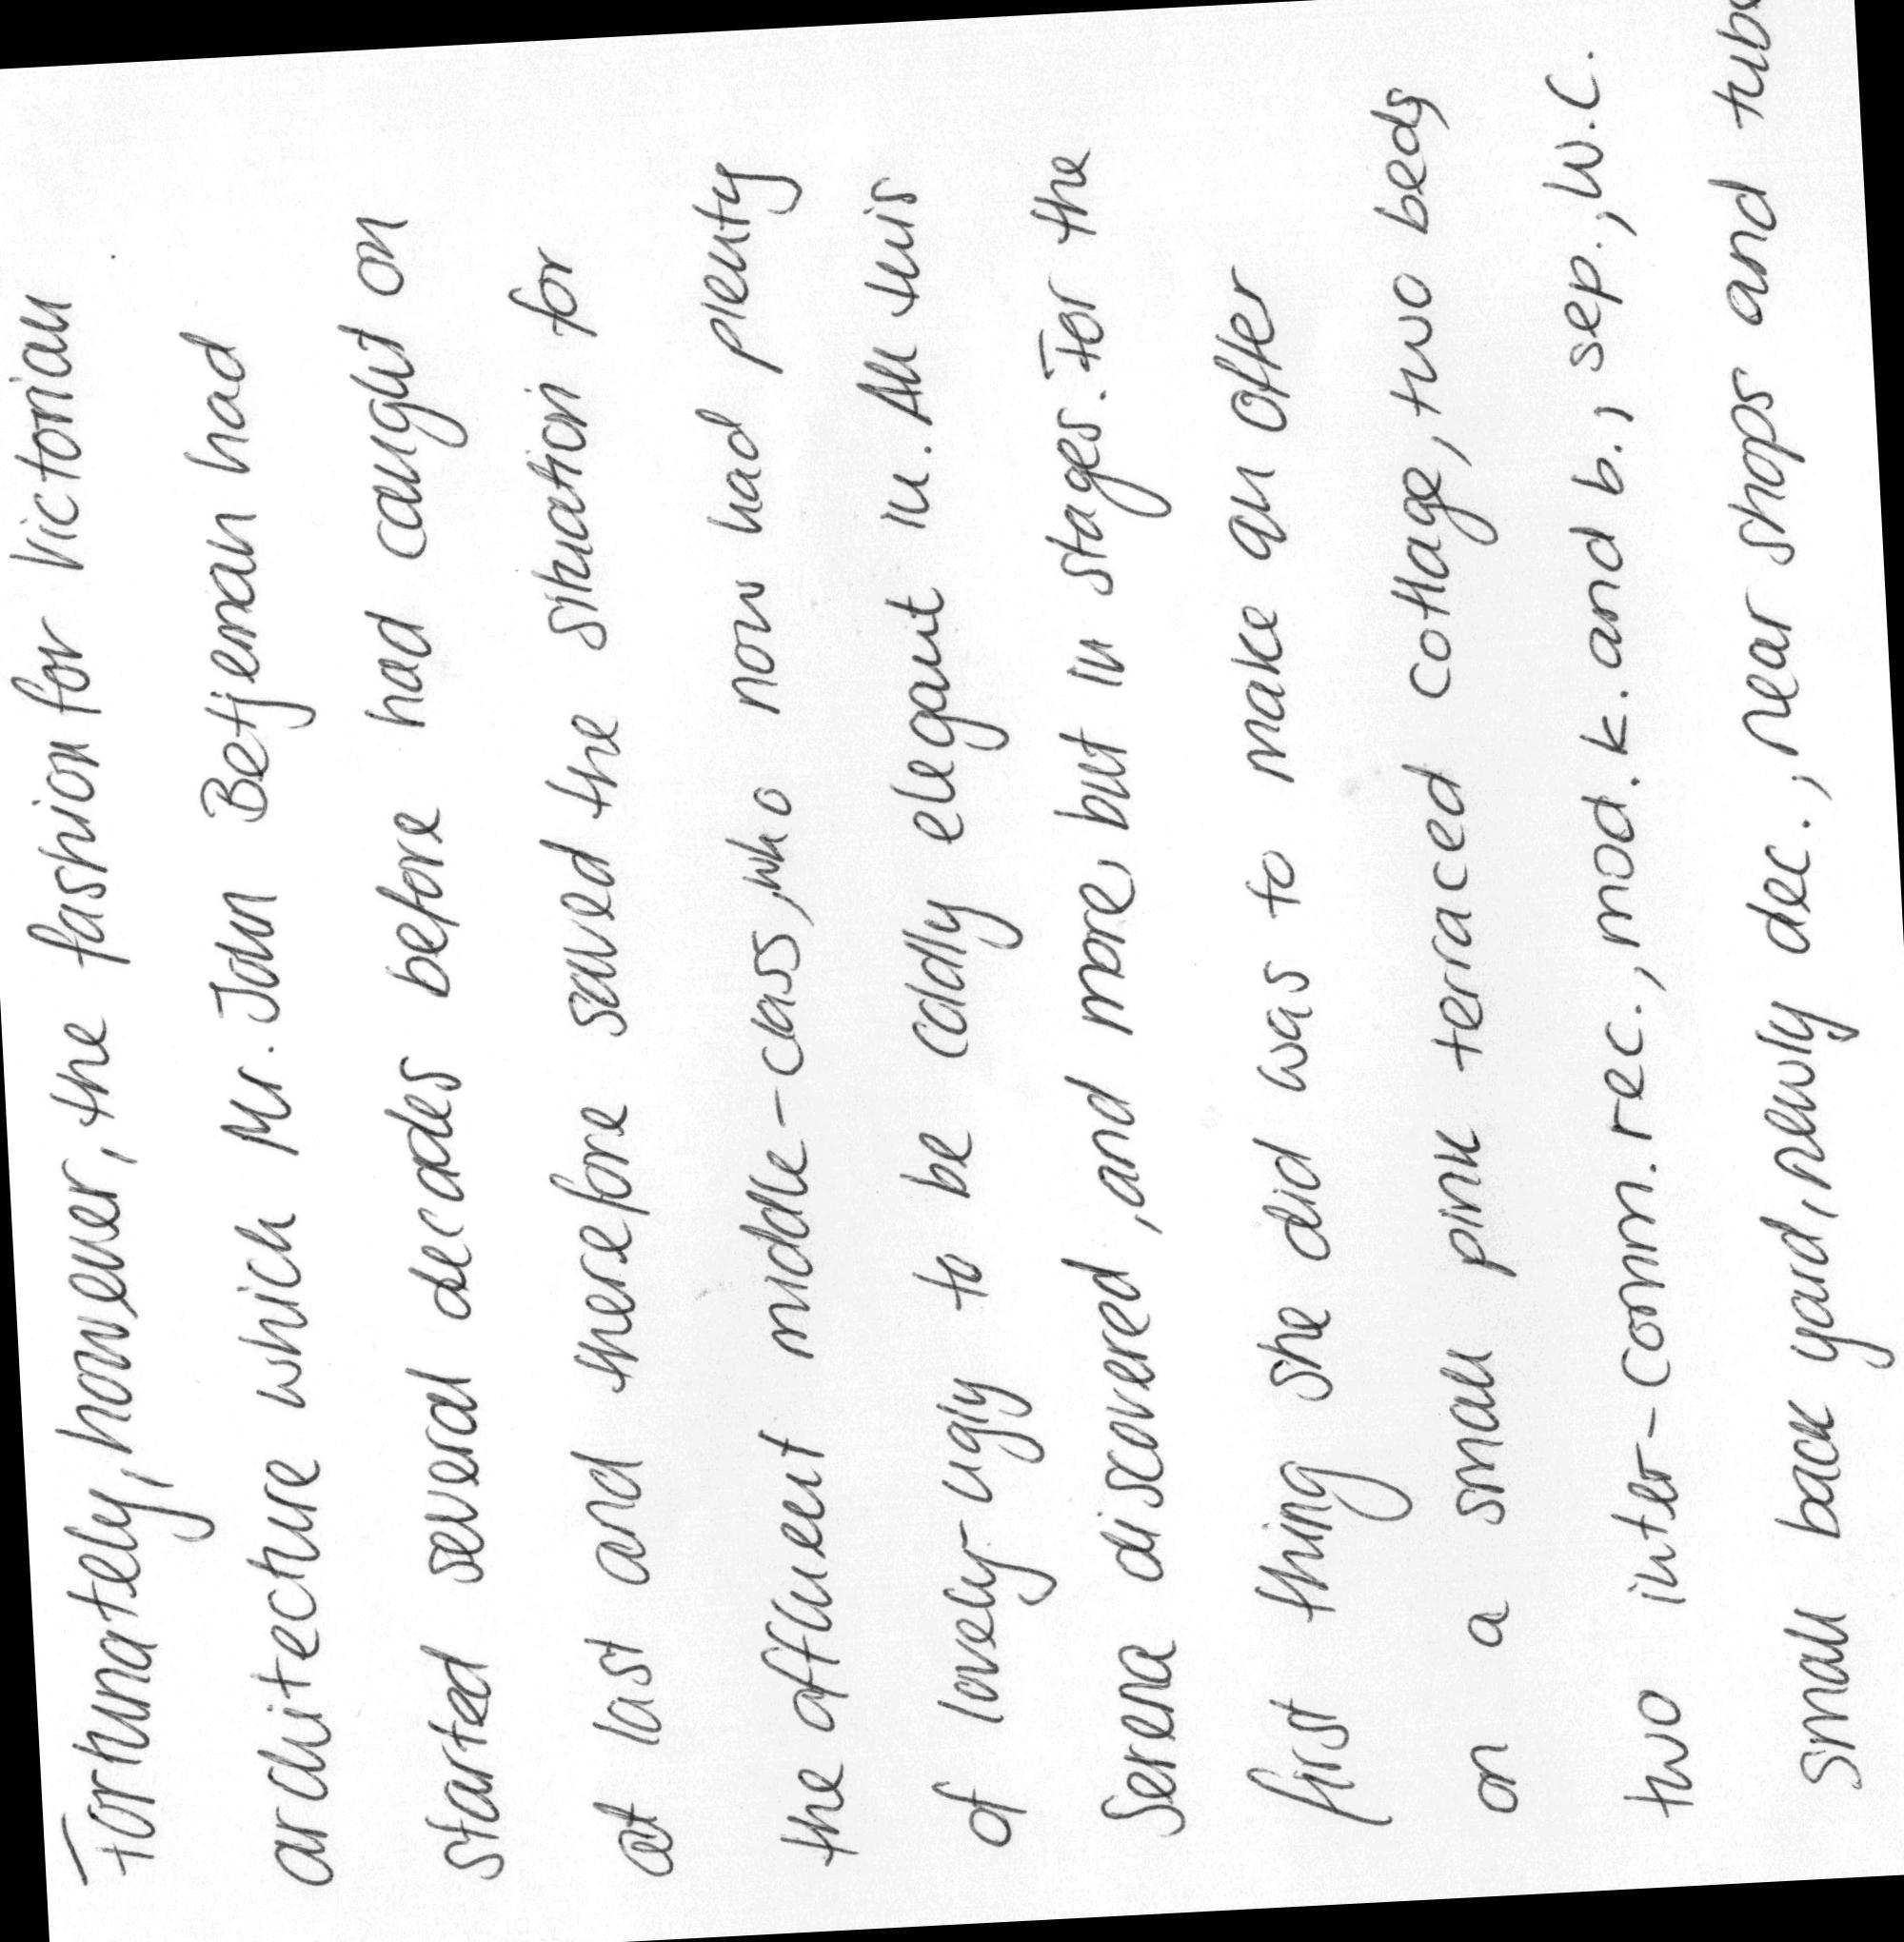 Fortunately, however, the fashion for Victorian
architecture which Mr. John Betjeman had
started several decades before had caught on
at last and therefore saved the situation for
the affluent middle-class, who now had plenty
of lovely-ugly to be coldly elegant in. All this
Serena discovered, and more, but in stages. For the
first thing she did was to make an offer
on a small pink terraced cottage, two beds,
two inter-comm. rec., mod. k. and b., sep., W.C.
small back yard, newly dec., near shops and tube